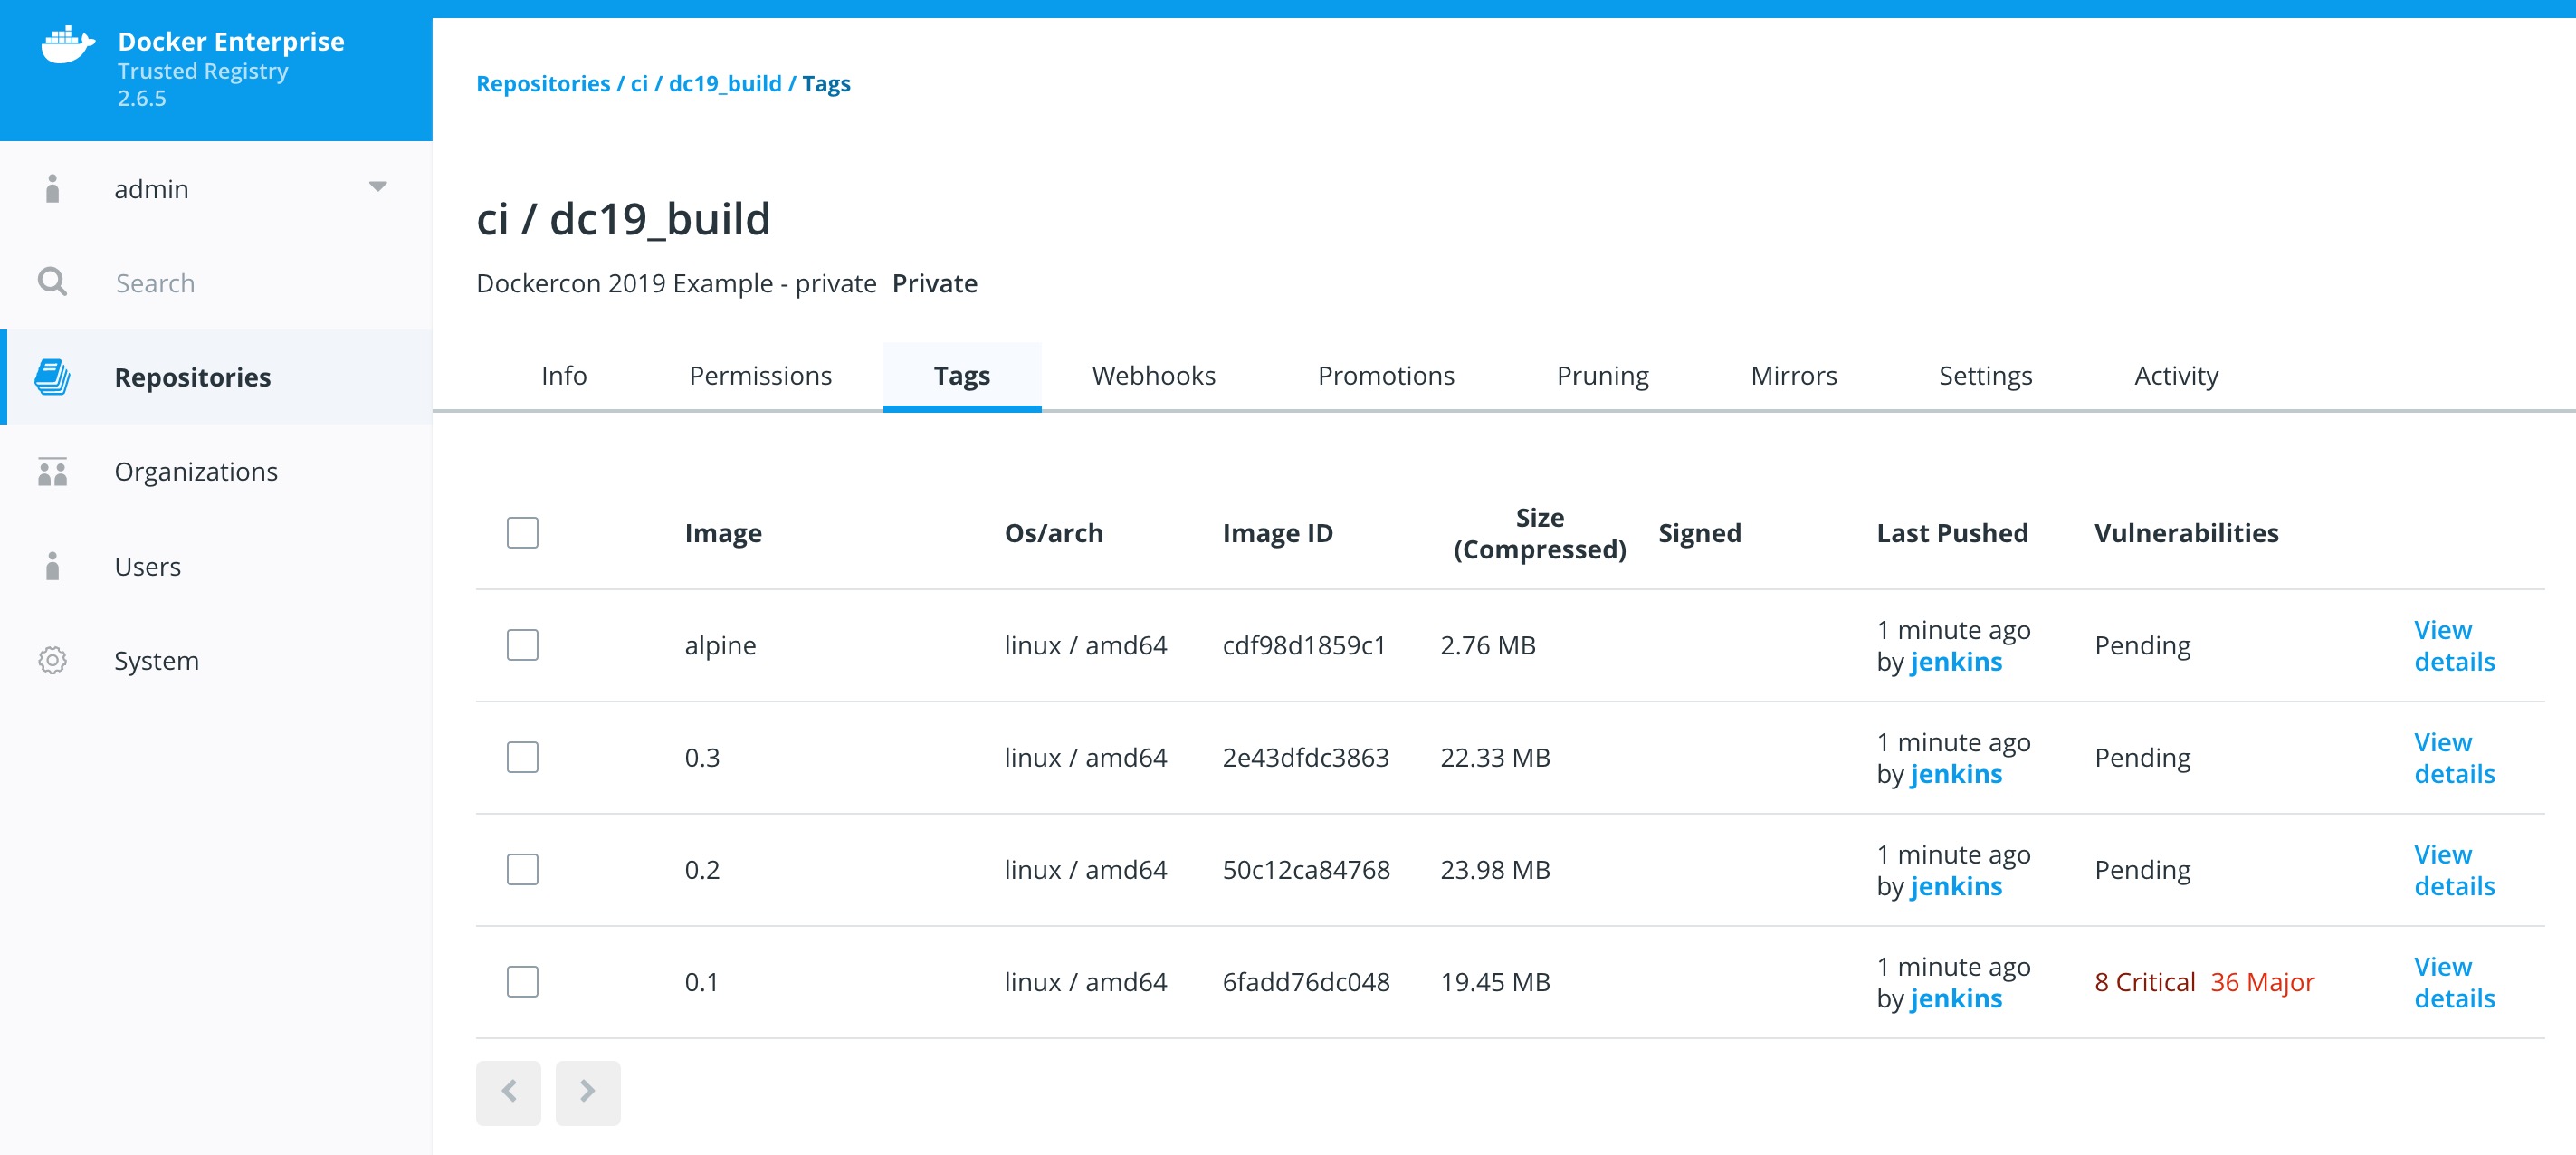 Docker Enterprise
Trusted Registry
2.6.5
admin
Search
Repositories
Organizations
Users
System
Repositories / ci / dc19_build / Tags
ci / dc19_build
Dockercon 2019 Example - private Private
Info Permissions Tags Webhooks Promotions Pruning Mirrors Settings Activity
Image Os/arch Image ID Size (Compressed) Signed Last Pushed Vulnerabilities
alpine linux / amd64 cdf98d1859c1 2.76 MB 1 minute ago by jenkins Pending View details
0.3 linux / amd64 2e43dfdc3863 22.33 MB 1 minute ago by jenkins Pending View details
0.2 linux / amd64 50c12ca84768 23.98 MB 1 minute ago by jenkins Pending View details
0.1 linux / amd64 6fadd76dc048 19.45 MB 1 minute ago by jenkins 8 Critical 36 Major View details